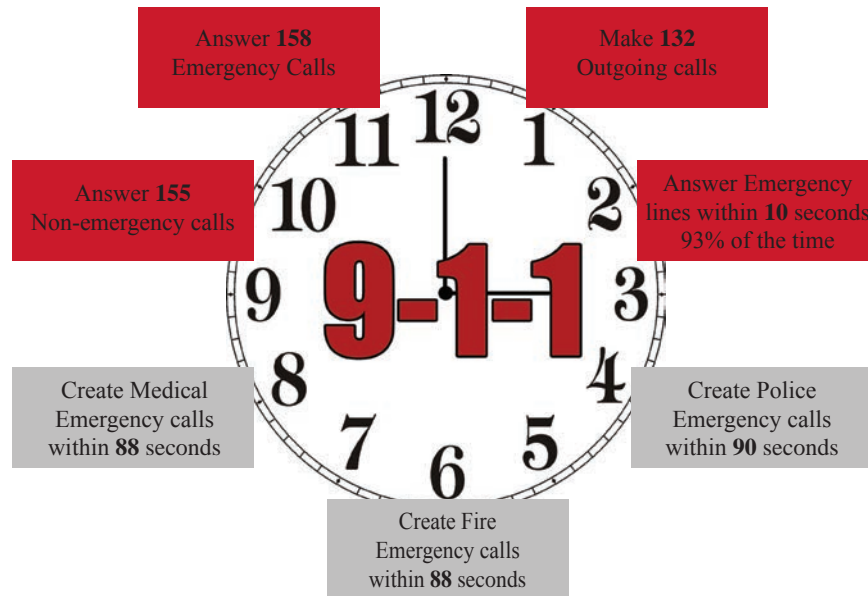 Answer 158
Emergency Calls
Make 132
Outgoing calls
Answer 155
Non-emergency calls
Answer Emergency
lines within 10 seconds
93% of the time
12
1
2
3
4
5
6
7
8
9
10
11
9-1-1
Create Medical
Emergency calls
within 88 seconds
Create Police
Emergency calls
within 90 seconds
Create Fire
Emergency calls
within 88 seconds